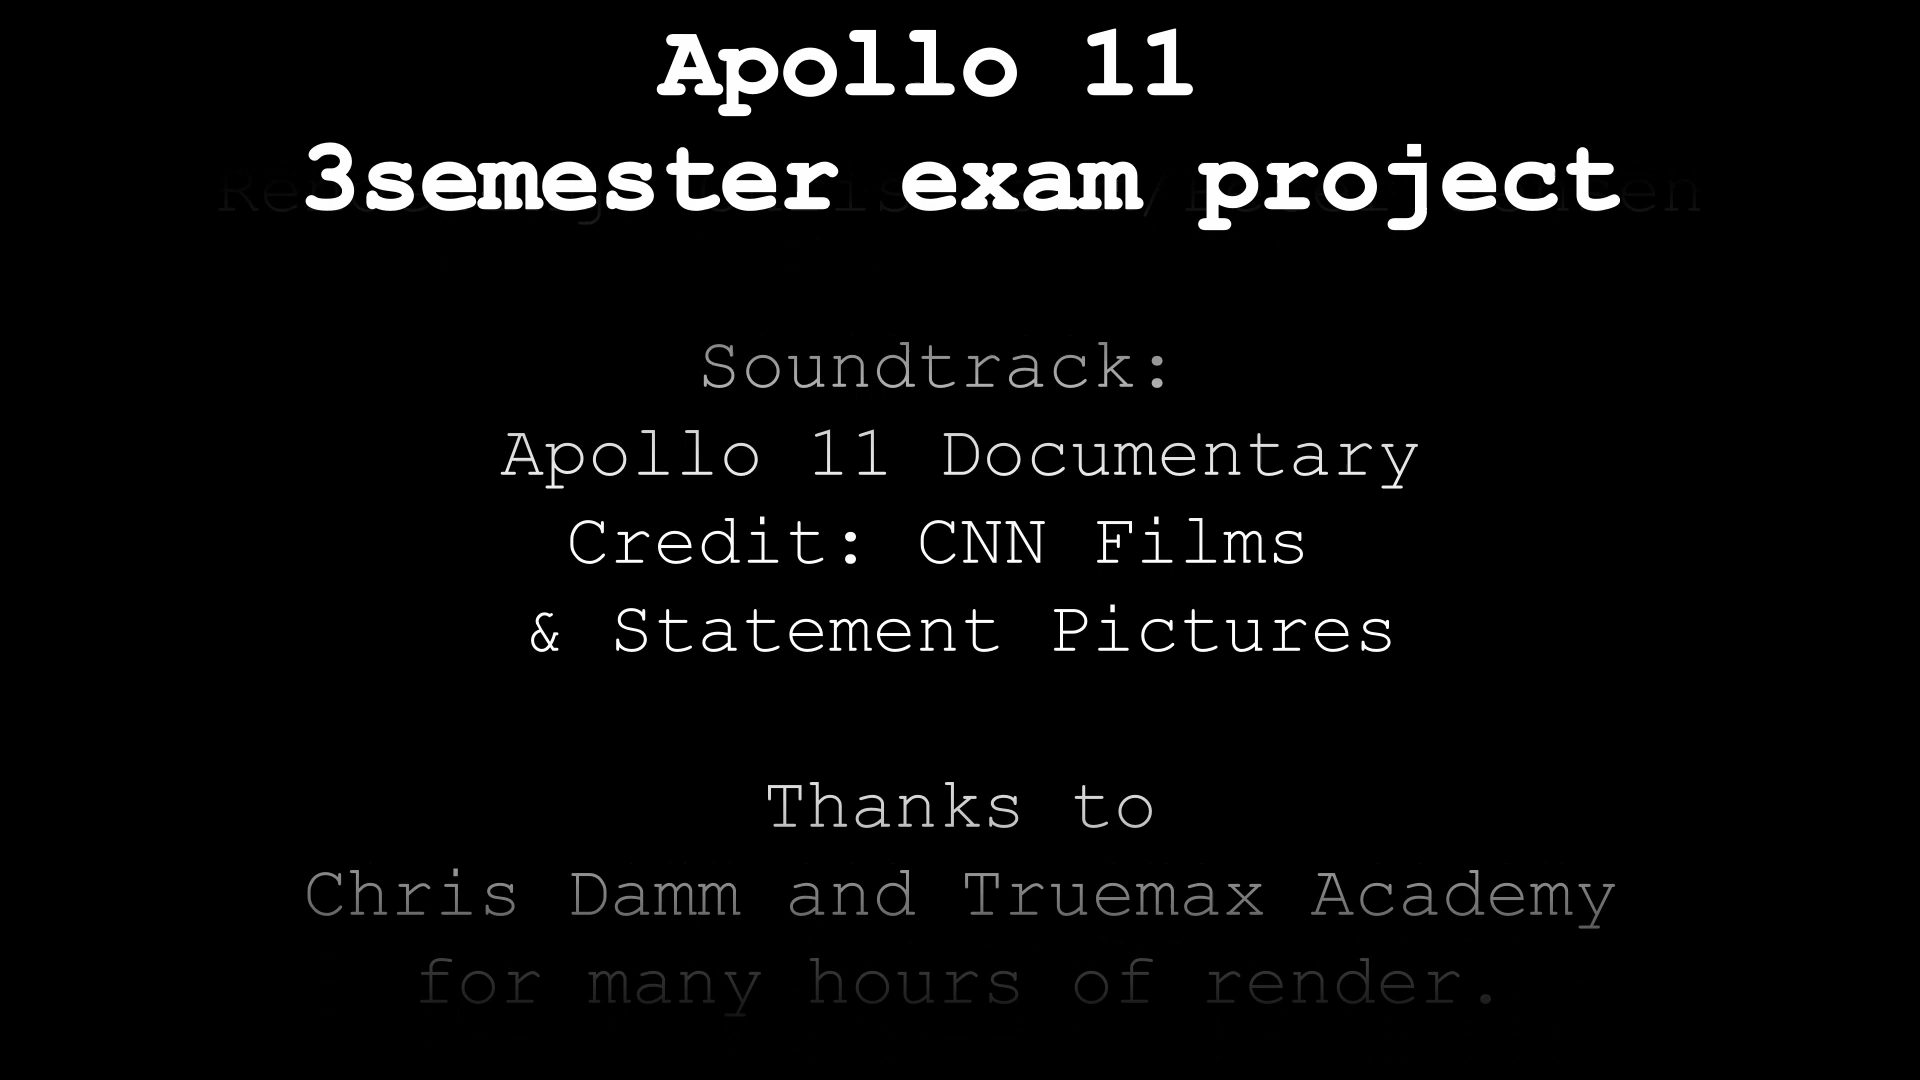 Apollo 11
3semester exam project
Soundtrack:
Apollo 11 Documentary
Credit: CNN Films
& Statement Pictures
Thanks to
Chris Damm and Truemax Academy
for many hours of render.